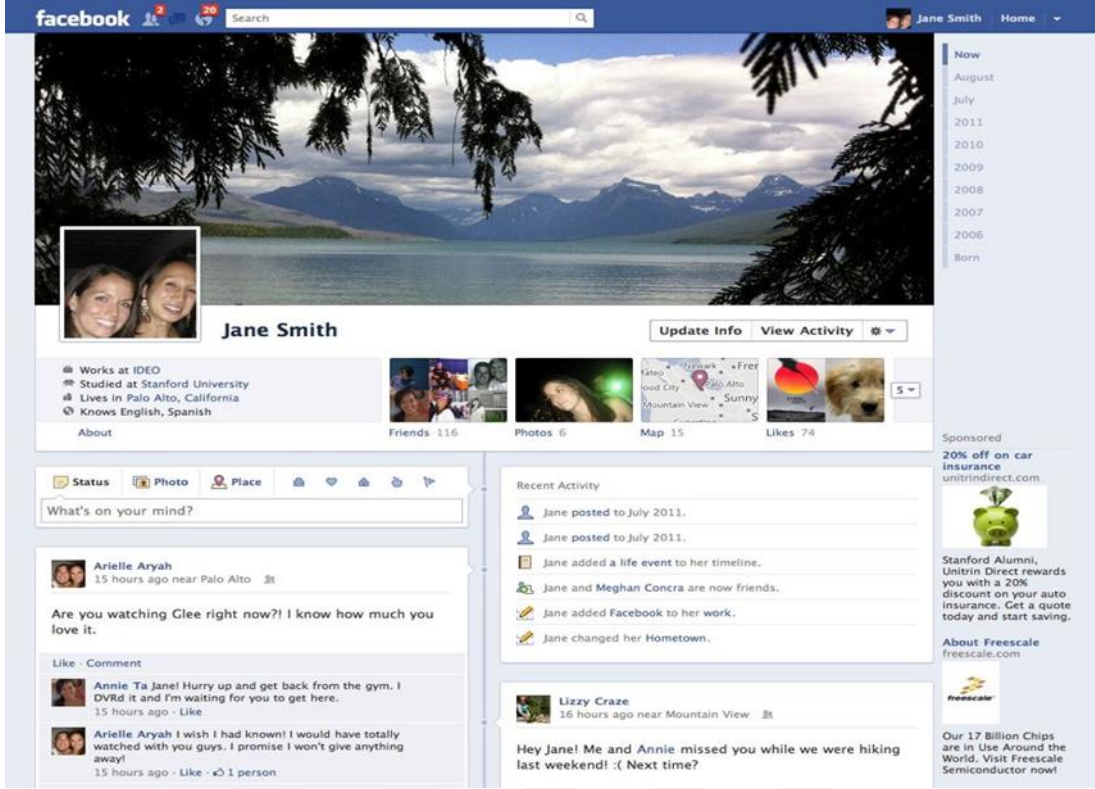 facebook 2 20 Search Jane Smith Home
Now
August
July
2011
2010
2009
2008
2007
2006
Born
Jane Smith
Update Info View Activity
Works at IDEO
Studied at Stanford University
Lives in Palo Alto, California
Knows English, Spanish
About
Newark
Palo Alto
Mountain View
Sunny
Friends 116
Photos 6
Map 15
Likes 74
5
Status Photo Place
What's on your mind?
Arielle Aryah
15 hours ago near Palo Alto
Are you watching Glee right now?! I know how much you
love it.
Like · Comment
Annie Ta Jane! Hurry up and get back from the gym. I
DVRd it and I'm waiting for you to get here.
15 hours ago · Like
Arielle Aryah I wish I had known! I would have totally
watched with you guys. I promise I won't give anything
away!
15 hours ago · Like · 1 person
Recent Activity
Jane posted to July 2011.
Jane posted to July 2011.
Jane added a life event to her timeline.
Jane and Meghan Concra are now friends.
Jane added Facebook to her work.
Jane changed her Hometown.
Lizzy Craze
16 hours ago near Mountain View
Hey Jane! Me and Annie missed you while we were hiking
last weekend! :( Next time?
Sponsored
20% off on car
insurance
unitrindirect.com
Stanford Alumni,
Unitrin Direct rewards
you with a 20%
discount on your auto
insurance. Get a quote
today and start saving.
About Freescale
freescale.com
freescale
Our 17 Billion Chips
are in Use Around the
World. Visit Freescale
Semiconductor now!